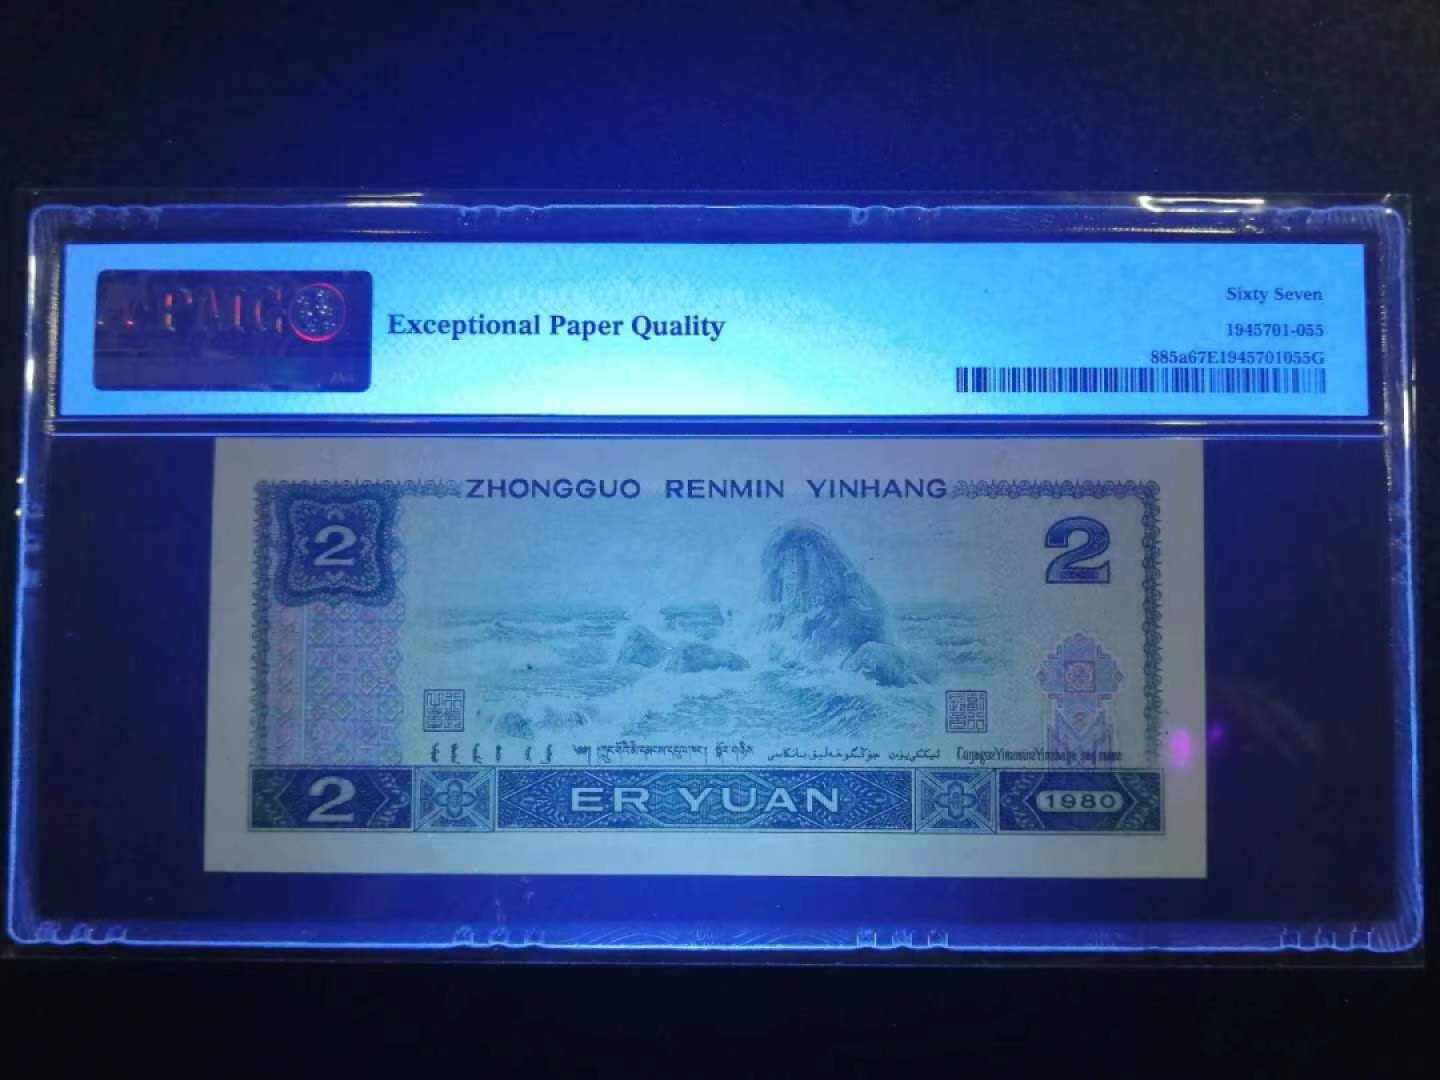 PMG
Exceptional Paper Quality
Sixty Seven
1945701-055
885a67E1945701055G
ZHONGGUO RENMIN YINHANG
2
2
2
ER YUAN
1980